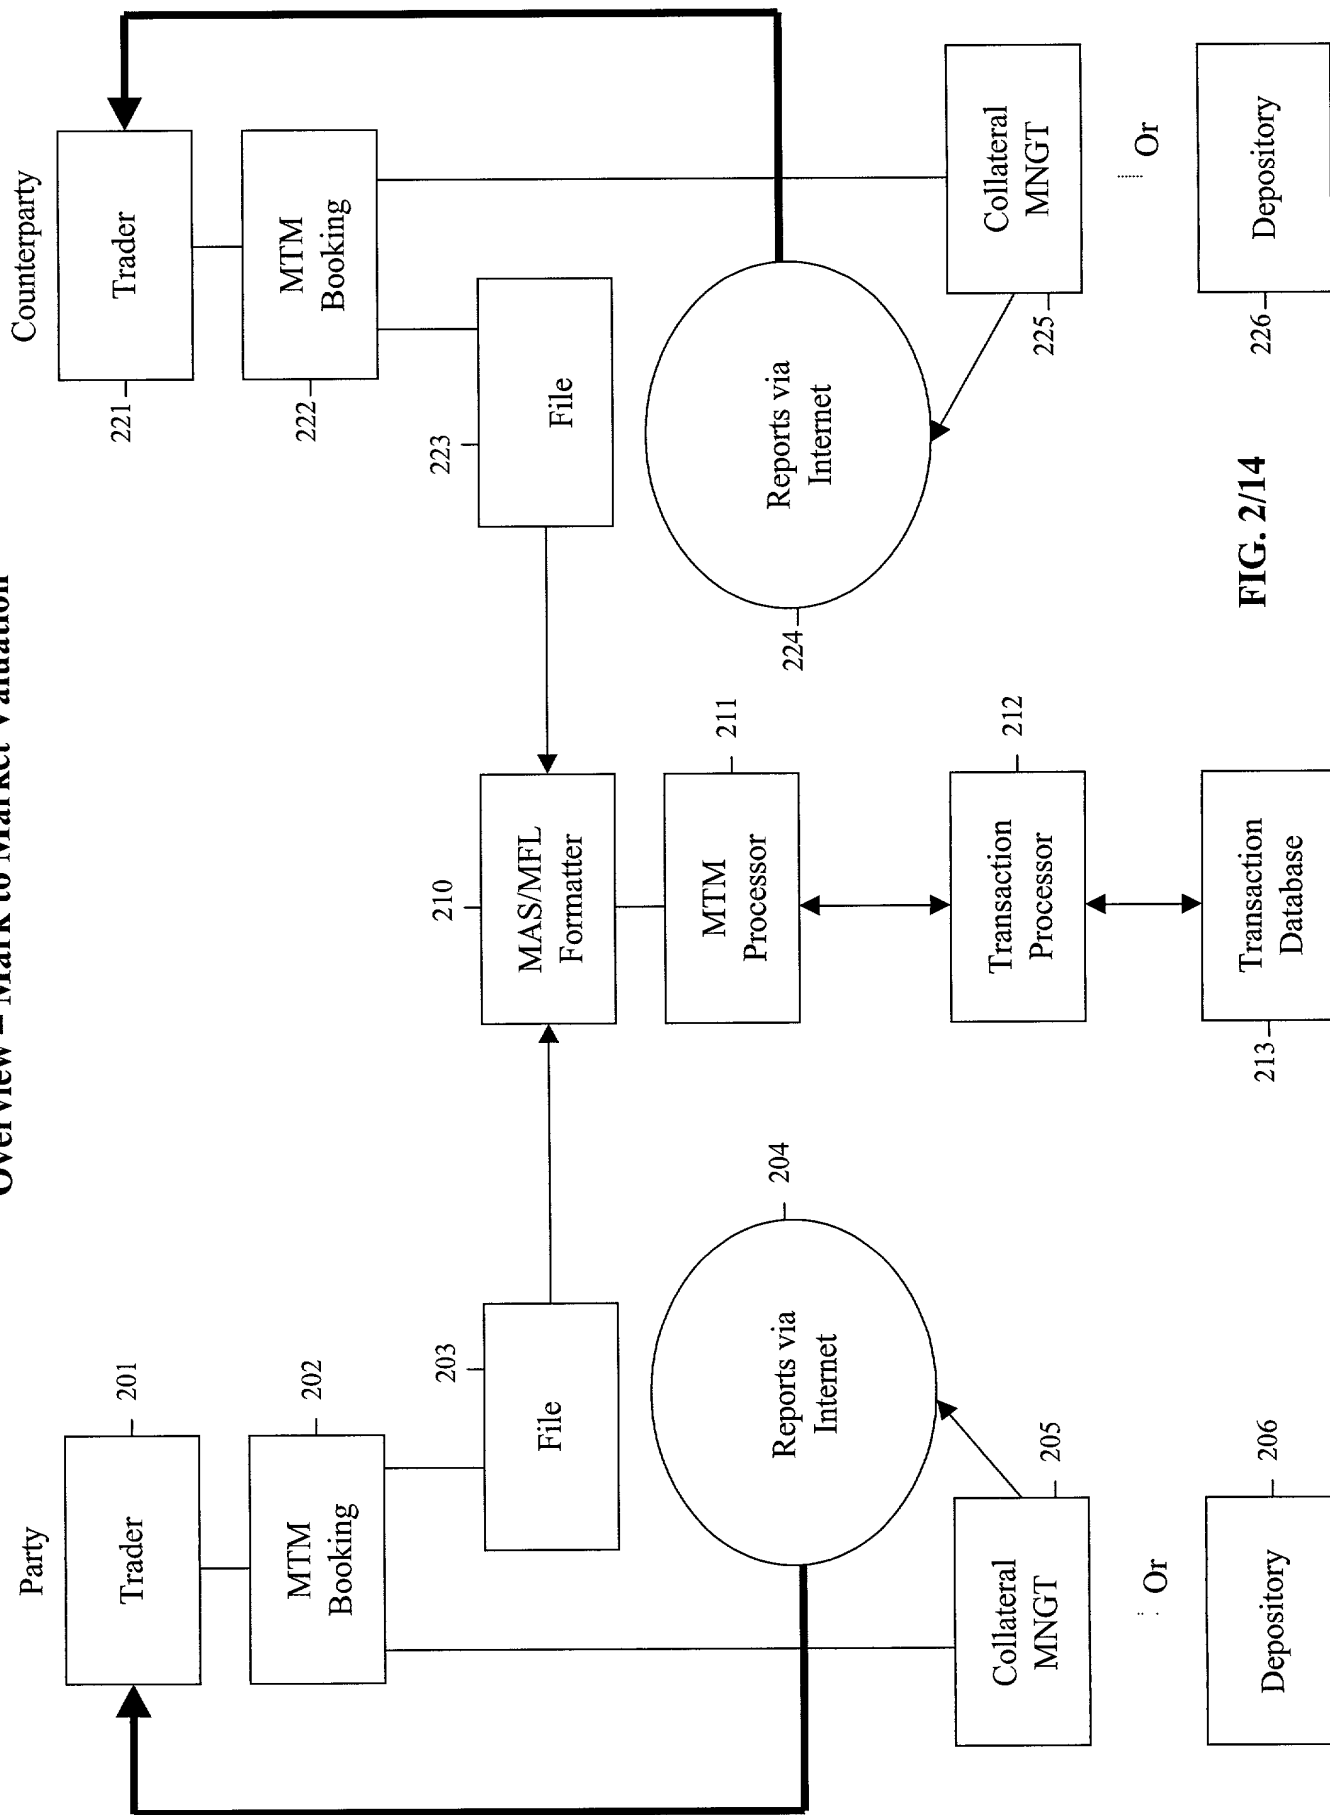 Overview – Mark to Market Valuation
Party
Counterparty
Trader
201
MTM
Booking
202
File
203
Reports via
Internet
204
Collateral
MNGT
205
Or
Depository
206
210
MAS/MFL
Formatter
MTM
Processor
211
Transaction
Processor
212
Transaction
Database
213
Trader
221
MTM
Booking
222
File
223
Reports via
Internet
224
Collateral
MNGT
225
Or
Depository
226
FIG. 2/14